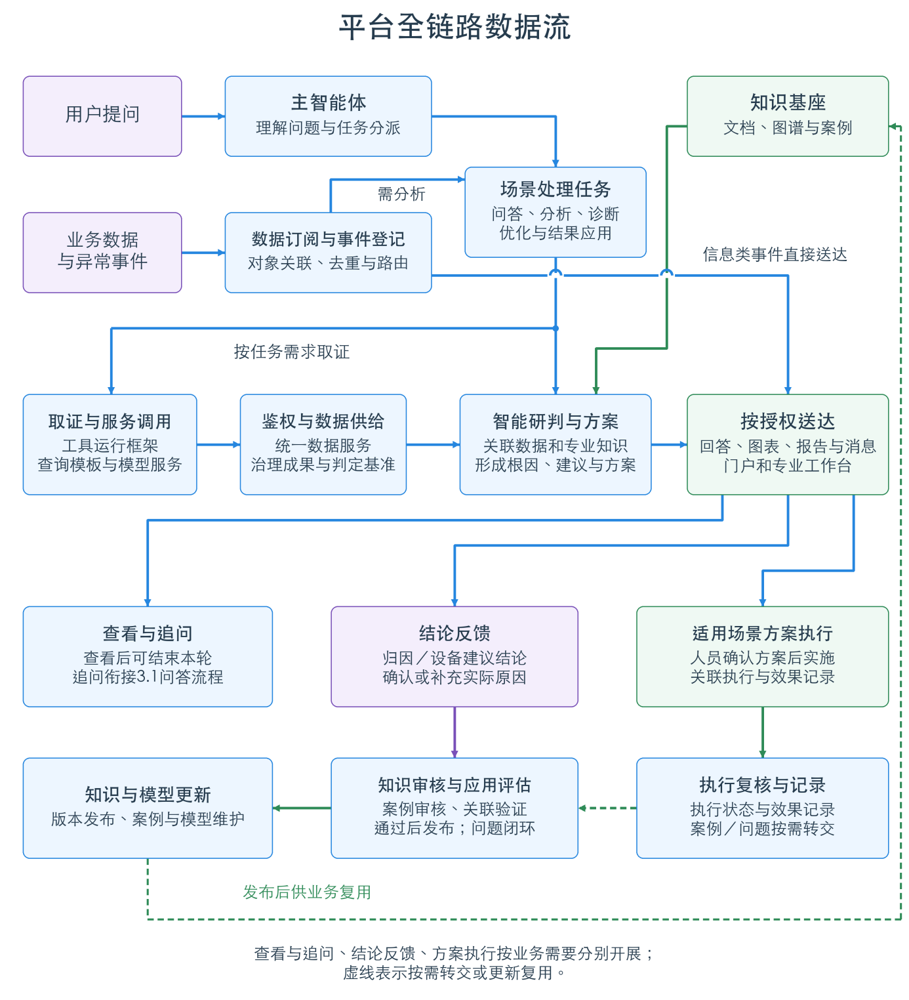 平台全链路数据流
用户提问
主智能体
理解问题与任务分派
知识基座
文档、图谱与案例
需分析
场景处理任务
问答、分析、诊断
优化与结果应用
业务数据
与异常事件
数据订阅与事件登记
对象关联、去重与路由
信息类事件直接送达
按任务需求取证
取证与服务调用
工具运行框架
查询模板与模型服务
鉴权与数据供给
统一数据服务
治理成果与判定基准
智能研判与方案
关联数据和专业知识
形成根因、建议与方案
按授权送达
回答、图表、报告与消息
门户和专业工作台
查看与追问
查看后可结束本轮
追问衔接3.1问答流程
结论反馈
归因／设备建议结论
确认或补充实际原因
适用场景方案执行
人员确认方案后实施
关联执行与效果记录
知识与模型更新
版本发布、案例与模型维护
知识审核与应用评估
案例审核、关联验证
通过后发布；问题闭环
执行复核与记录
执行状态与效果记录
案例／问题按需转交
发布后供业务复用
查看与追问、结论反馈、方案执行按业务需要分别开展；
虚线表示按需转交或更新复用。